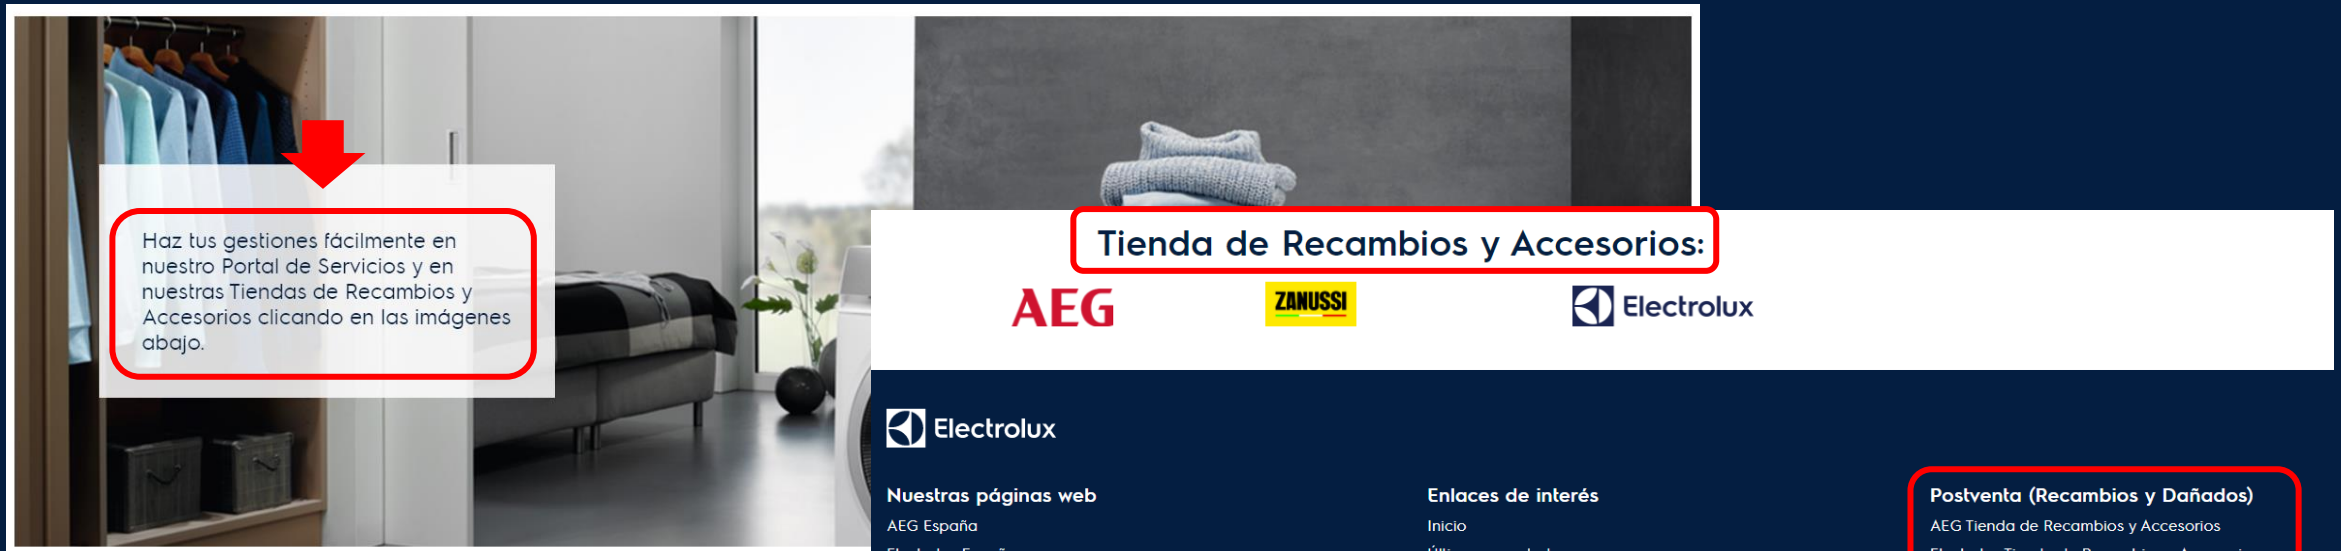 Haz tus gestiones fácilmente en
nuestro Portal de Servicios y en
nuestras Tiendas de Recambios y
Accesorios clicando en las imágenes
abajo.
Tienda de Recambios y Accesorios:
AEG
ZANUSSI
Electrolux
Electrolux
Nuestras páginas web
AEG España
Enlaces de interés
Inicio
Postventa (Recambios y Dañados)
AEG Tienda de Recambios y Accesorios